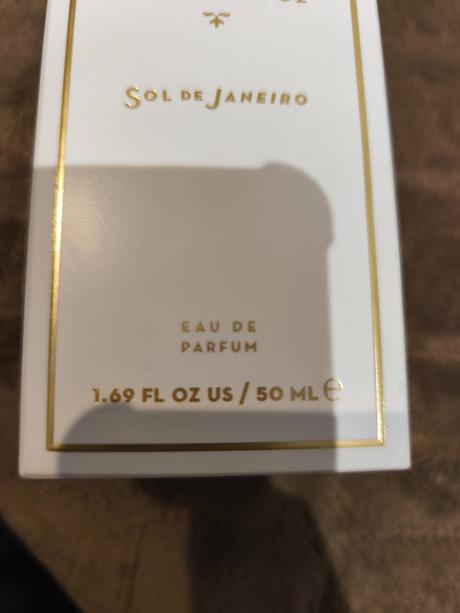 SOL DE JANEIRO
EAU DE
PARFUM
1.69 FL OZ US / 50 ML ℮